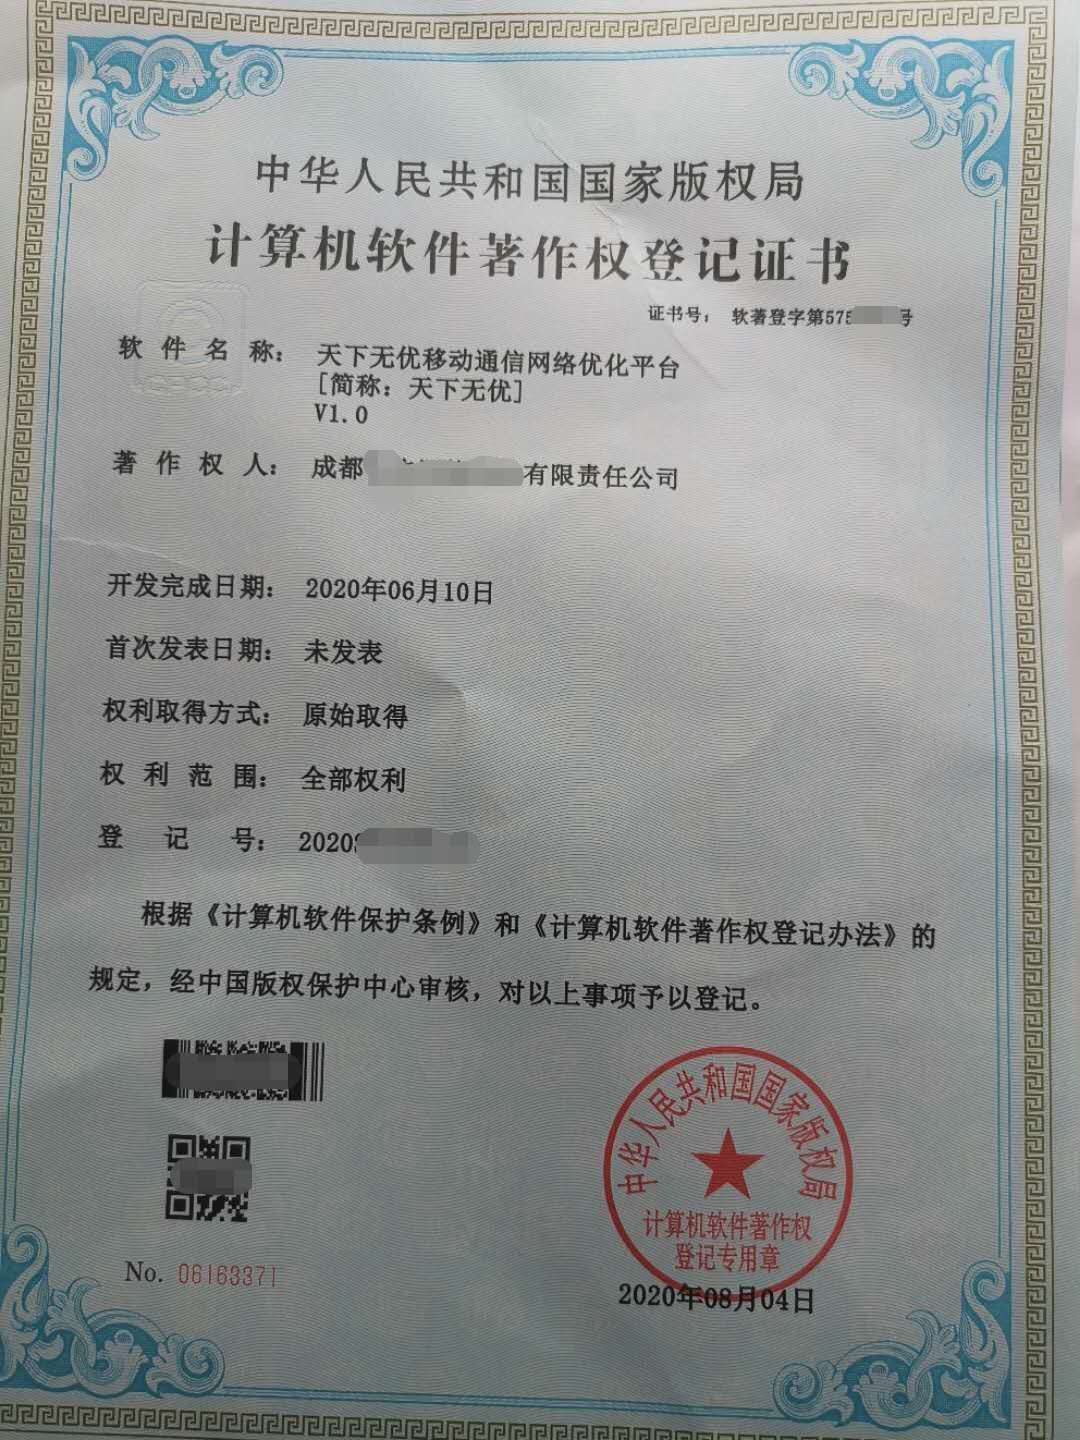 中华人民共和国国家版权局
计算机软件著作权登记证书
证书号： 软著登字第575 号
软件名称： 天下无优移动通信网络优化平台
[简称：天下无优]
V1.0
著作权人： 成都 有限责任公司
开发完成日期： 2020年06月10日
首次发表日期： 未发表
权利取得方式： 原始取得
权利范围： 全部权利
登记号： 2020
根据《计算机软件保护条例》和《计算机软件著作权登记办法》的
规定，经中国版权保护中心审核，对以上事项予以登记。
中华人民共和国国家版权局
计算机软件著作权
登记专用章
No. 06163371
2020年08月04日